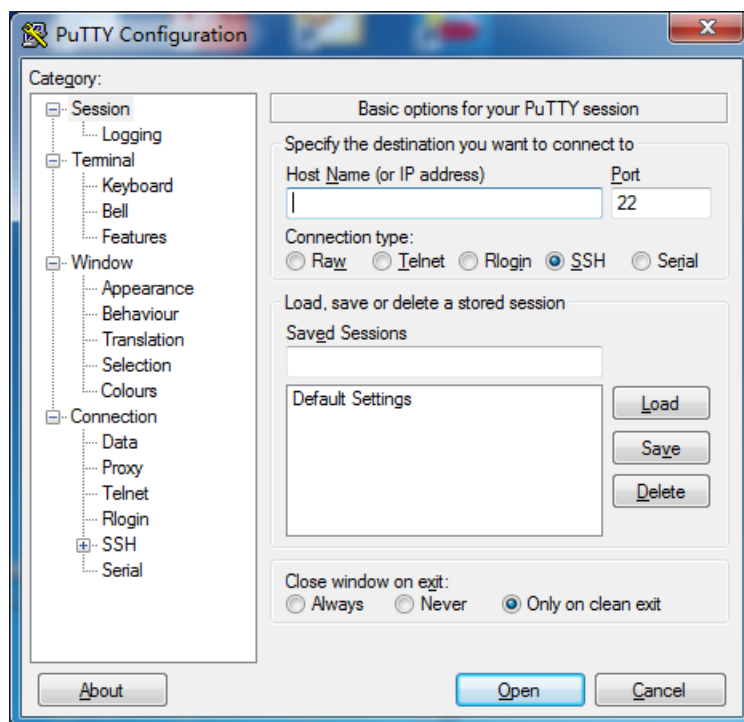 PuTTY Configuration
Category:
Session
Logging
Terminal
Keyboard
Bell
Features
Window
Appearance
Behaviour
Translation
Selection
Colours
Connection
Data
Proxy
Telnet
Rlogin
SSH
Serial
Basic options for your PuTTY session
Specify the destination you want to connect to
Host Name (or IP address) Port
22
Connection type:
Raw Telnet Rlogin SSH Serial
Load, save or delete a stored session
Saved Sessions
Default Settings
Load
Save
Delete
Close window on exit:
Always Never Only on clean exit
About Open Cancel